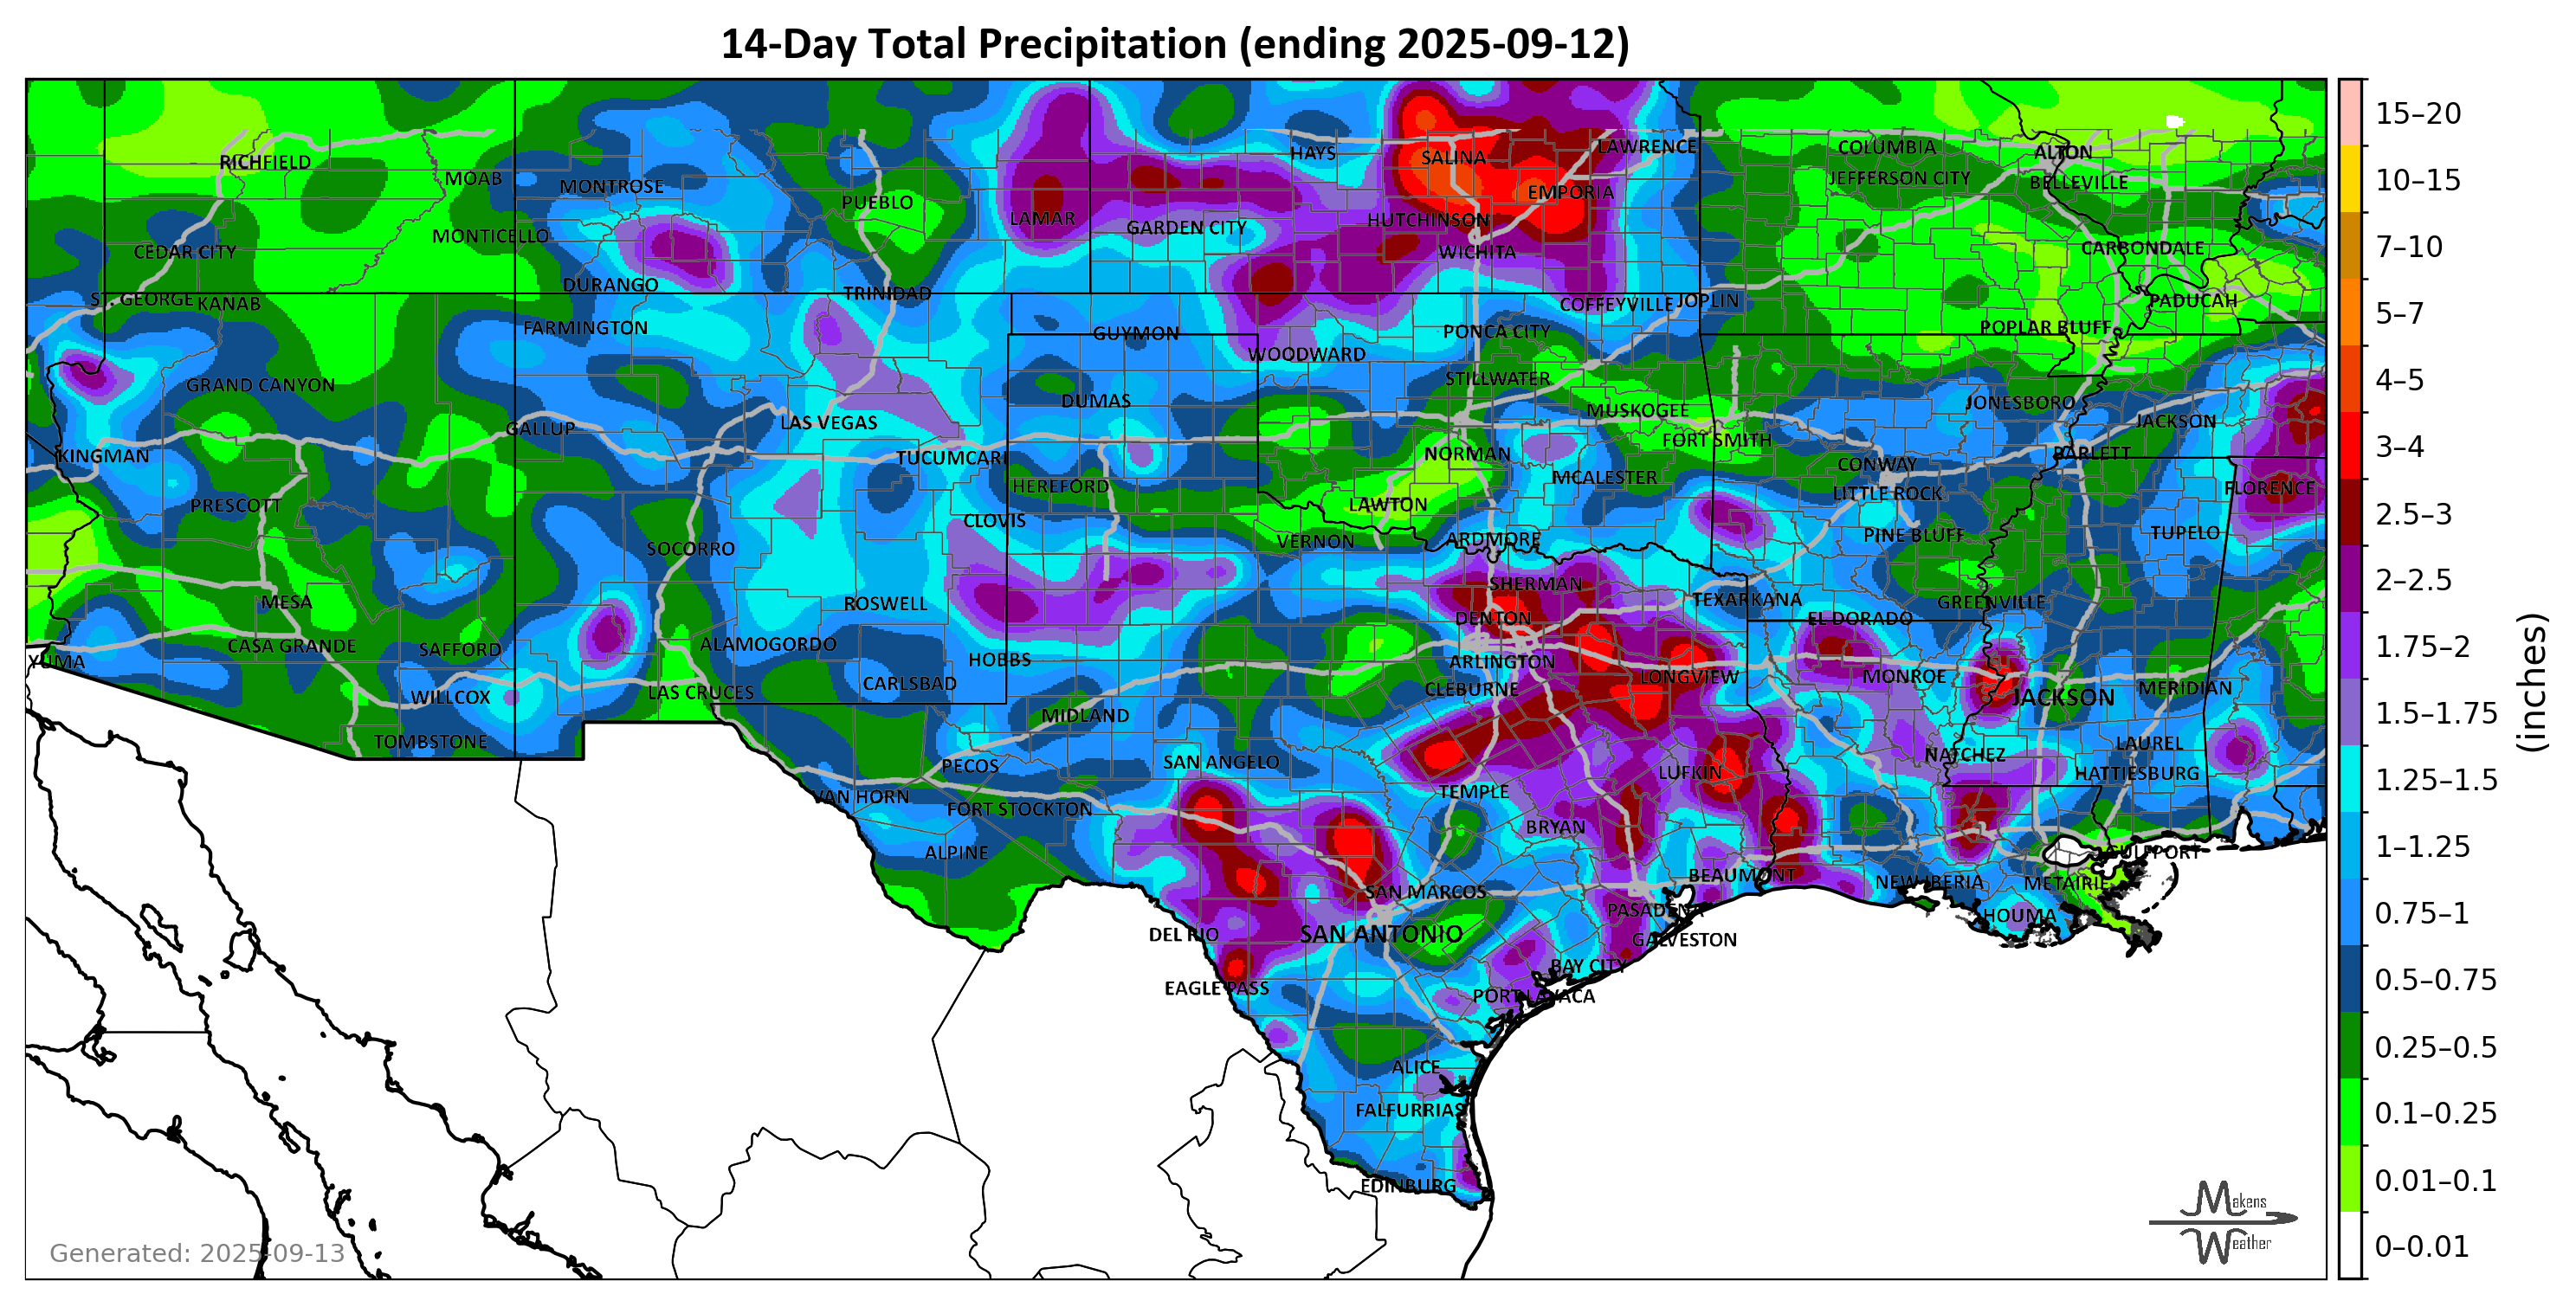 14-Day Total Precipitation (ending 2025-09-12)
RICHFIELD
MOAB
MONTROSE
PUEBLO
LAMAR
HAYS
SALINA
LAWRENCE
COLUMBIA
ALTON
JEFFERSON CITY
BELLEVILLE
EMPORIA
HUTCHINSON
GARDEN CITY
WICHITA
CEDAR CITY
MONTICELLO
CARBONDALE
DURANGO
TRINIDAD
ST. GEORGE
KANAB
COFFEYVILLE
JOPLIN
PADUCAH
FARMINGTON
GUYMON
PONCA CITY
POPLAR BLUFF
WOODWARD
GRAND CANYON
STILLWATER
DUMAS
MUSKOGEE
JONESBORO
JACKSON
GALLUP
LAS VEGAS
FORT SMITH
KINGMAN
TUCUMCARI
NORMAN
BARLETT
CONWAY
HEREFORD
MCALESTER
LITTLE ROCK
FLORENCE
PRESCOTT
LAWTON
CLOVIS
PINE BLUFF
TUPELO
SOCORRO
VERNON
ARDMORE
SHERMAN
MESA
ROSWELL
TEXARKANA
GREENVILLE
DENTON
EL DORADO
CASA GRANDE
SAFFORD
ALAMOGORDO
HOBBS
ARLINGTON
YUMA
LONGVIEW
MONROE
WILLCOX
LAS CRUCES
CARLSBAD
CLEBURNE
JACKSON
MERIDIAN
MIDLAND
TOMBSTONE
LAUREL
PECOS
SAN ANGELO
NATCHEZ
LUFKIN
HATTIESBURG
VAN HORN
FORT STOCKTON
TEMPLE
BRYAN
ALPINE
GULFPORT
BEAUMONT
NEW IBERIA
METAIRIE
SAN MARCOS
PASADENA
HOUMA
DEL RIO
SAN ANTONIO
GALVESTON
BAY CITY
EAGLE PASS
PORT LAVACA
ALICE
FALFURRIAS
EDINBURG
Generated: 2025-09-13
Makens
Weather
15–20
10–15
7–10
5–7
4–5
3–4
2.5–3
2–2.5
1.75–2
1.5–1.75
1.25–1.5
1–1.25
0.75–1
0.5–0.75
0.25–0.5
0.1–0.25
0.01–0.1
0–0.01
(inches)